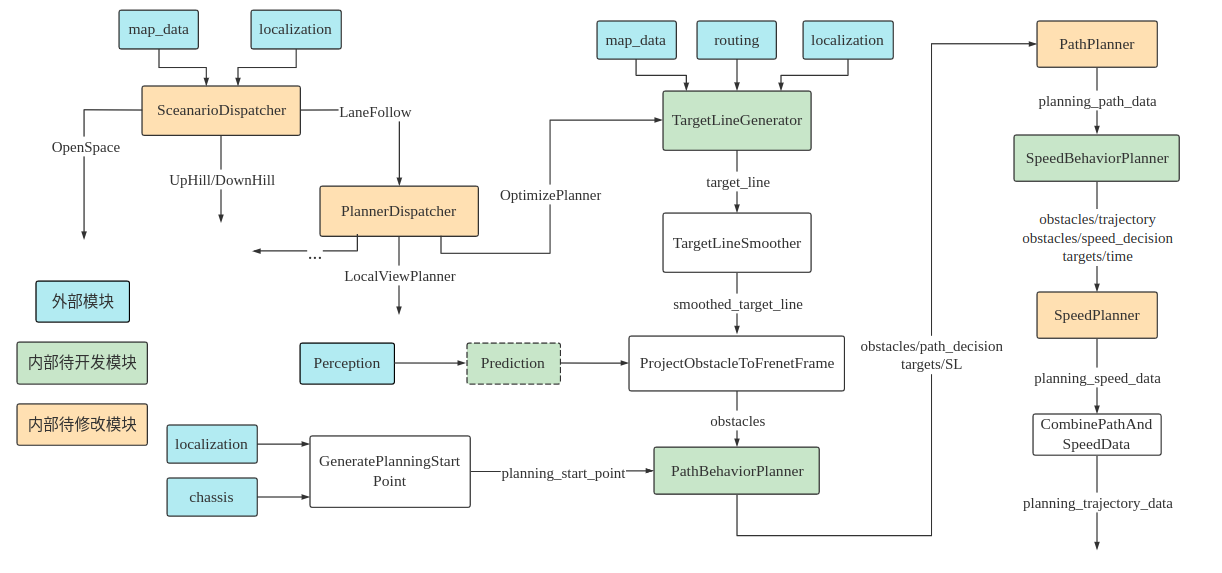 map_data
localization
SceanarioDispatcher
OpenSpace
UpHill/DownHill
LaneFollow
PlannerDispatcher
...
LocalViewPlanner
OptimizePlanner
外部模块
内部待开发模块
内部待修改模块
Perception
Prediction
localization
chassis
GeneratePlanningStart
Point
planning_start_point
map_data
routing
localization
TargetLineGenerator
target_line
TargetLineSmoother
smoothed_target_line
ProjectObstacleToFrenetFrame
obstacles
PathBehaviorPlanner
obstacles/path_decision
targets/SL
PathPlanner
planning_path_data
SpeedBehaviorPlanner
obstacles/trajectory
obstacles/speed_decision
targets/time
SpeedPlanner
planning_speed_data
CombinePathAnd
SpeedData
planning_trajectory_data